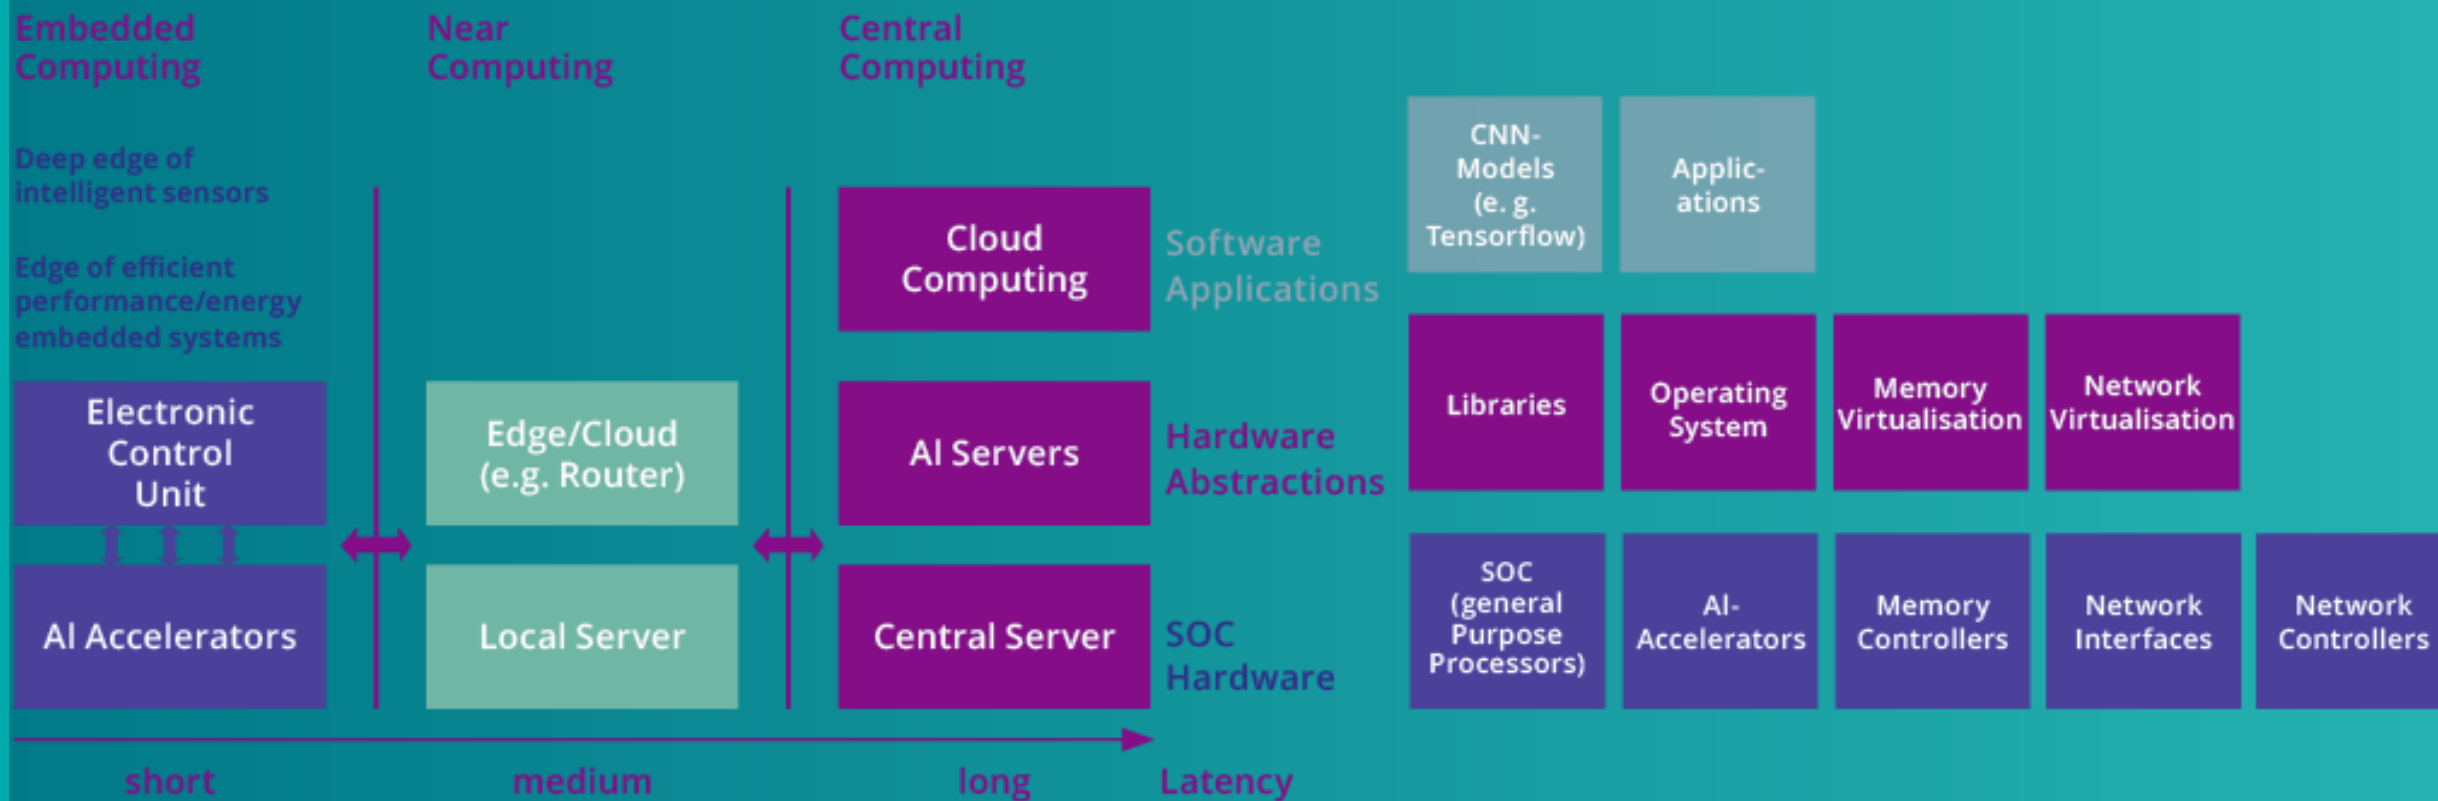 Embedded
Computing
Near
Computing
Central
Computing
Deep edge of
intelligent sensors
Edge of efficient
performance/energy
embedded systems
Electronic
Control
Unit
AI Accelerators
Edge/Cloud
(e.g. Router)
Local Server
Cloud
Computing
AI Servers
Central Server
short
medium
long
Latency
Software
Applications
CNN-
Models
(e. g.
Tensorflow)
Applic-
ations
Hardware
Abstractions
Libraries
Operating
System
Memory
Virtualisation
Network
Virtualisation
SOC
Hardware
SOC
(general
Purpose
Processors)
AI-
Accelerators
Memory
Controllers
Network
Interfaces
Network
Controllers